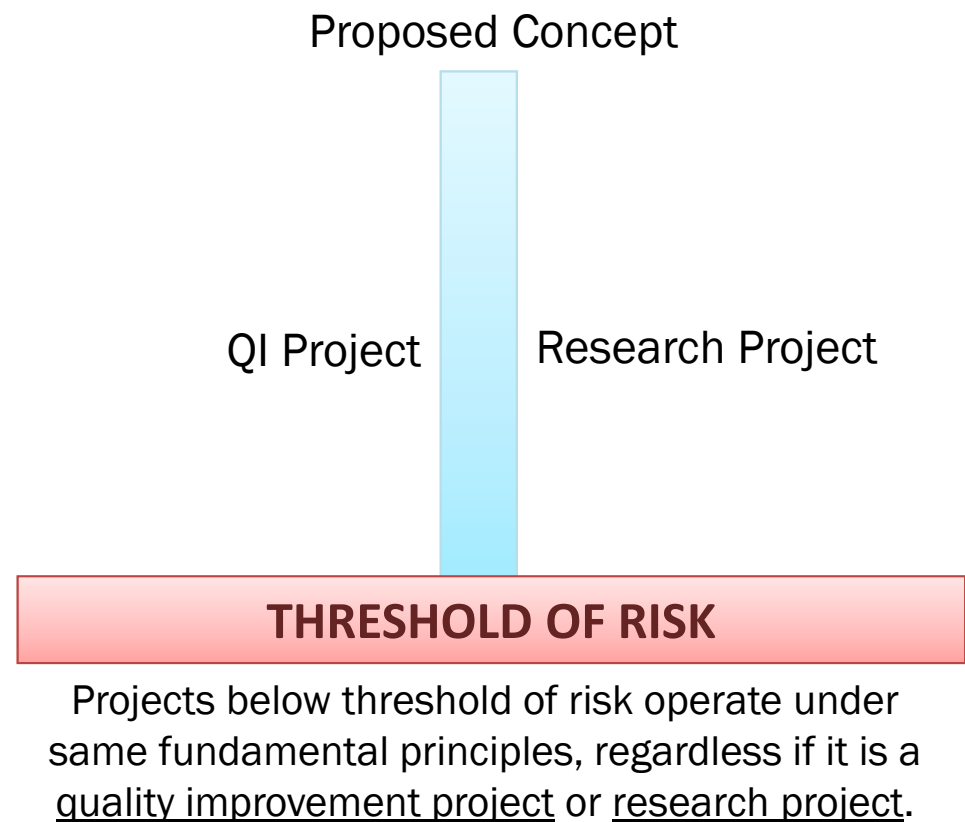 Proposed Concept
QI Project
Research Project
THRESHOLD OF RISK
Projects below threshold of risk operate under
same fundamental principles, regardless if it is a
quality improvement project or research project.